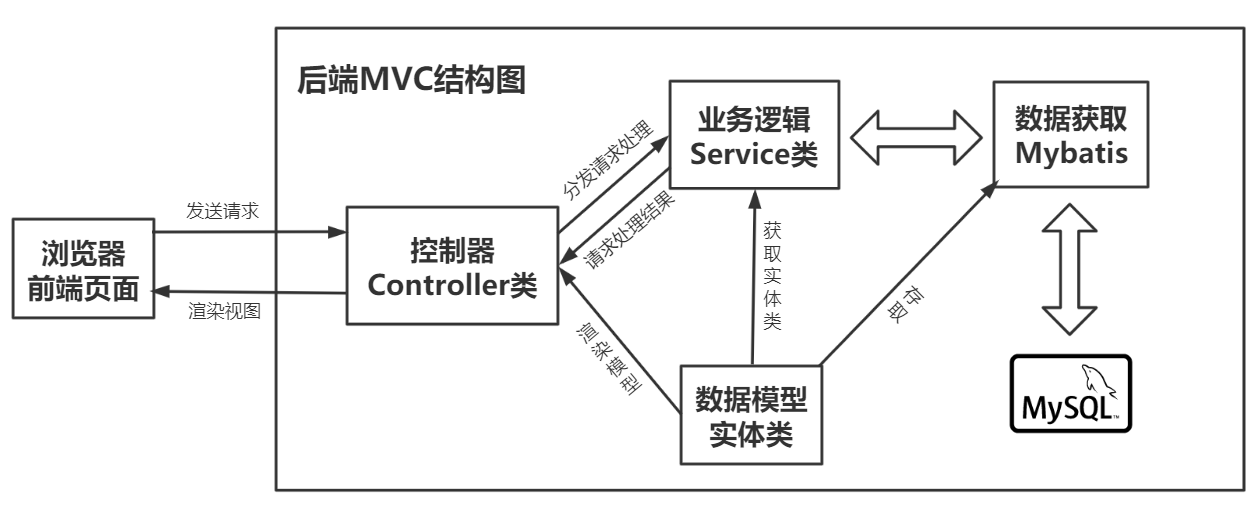 后端MVC结构图
浏览器
前端页面
发送请求
渲染视图
控制器
Controller类
分发请求处理
请求处理结果
业务逻辑
Service类
数据获取
Mybatis
获取实体类
渲染模型
存取
数据模型
实体类
MySQL™